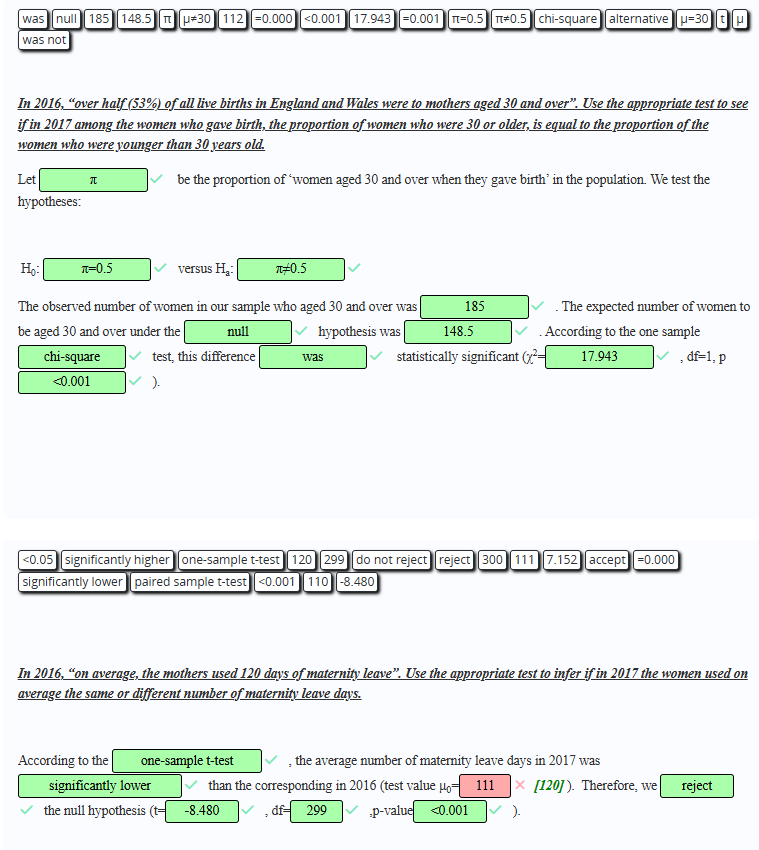 was null 185 148.5 π μ≠30 112 =0.000 <0.001 17.943 =0.001 π=0.5 π≠0.5 chi-square alternative μ=30 t μ
was not
In 2016, “over half (53%) of all live births in England and Wales were to mothers aged 30 and over”. Use the appropriate test to see
if in 2017 among the women who gave birth, the proportion of women who were 30 or older, is equal to the proportion of the
women who were younger than 30 years old.
Let π ✓ be the proportion of ‘women aged 30 and over when they gave birth’ in the population. We test the
hypotheses:
H₀: π=0.5 ✓ versus Hₐ: π≠0.5 ✓
The observed number of women in our sample who aged 30 and over was 185 ✓ . The expected number of women to
be aged 30 and over under the null ✓ hypothesis was 148.5 ✓ . According to the one sample
chi-square ✓ test, this difference was ✓ statistically significant (χ²= 17.943 ✓ , df=1, p
<0.001 ✓ ).
<0.05 significantly higher one-sample t-test 120 299 do not reject reject 300 111 7.152 accept =0.000
significantly lower paired sample t-test <0.001 110 -8.480
In 2016, “on average, the mothers used 120 days of maternity leave”. Use the appropriate test to infer if in 2017 the women used on
average the same or different number of maternity leave days.
According to the one-sample t-test ✓ , the average number of maternity leave days in 2017 was
significantly lower ✓ than the corresponding in 2016 (test value μ₀= 111 ✗ [120] ). Therefore, we reject
✓ the null hypothesis (t= -8.480 ✓ , df= 299 ✓ ,p-value <0.001 ✓ ).